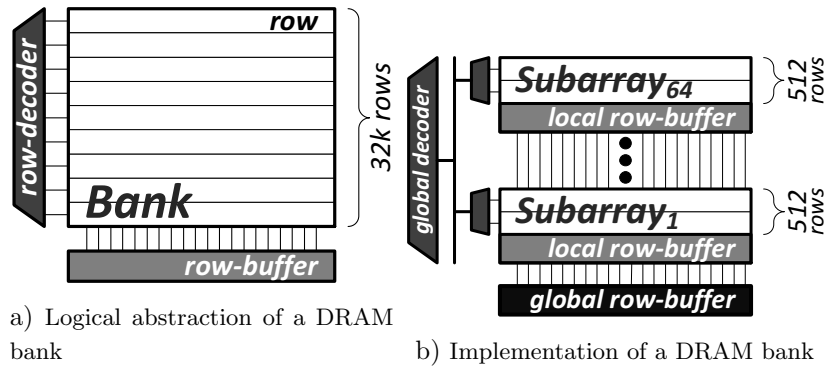 row
row-decoder
32k rows
Bank
row-buffer
a) Logical abstraction of a DRAM
bank
global decoder
Subarray64
512
rows
local row-buffer
Subarray1
512
rows
local row-buffer
global row-buffer
b) Implementation of a DRAM bank